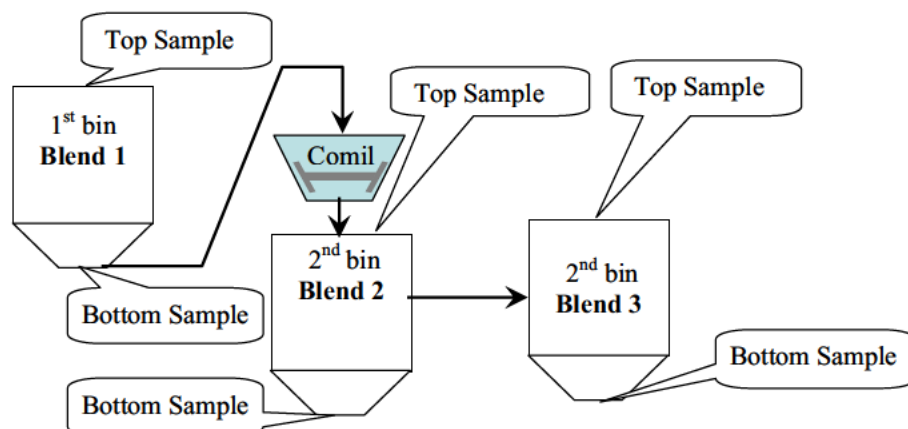 Top Sample
1st bin
Blend 1
Bottom Sample
Comil
Top Sample
2nd bin
Blend 2
Bottom Sample
Top Sample
2nd bin
Blend 3
Bottom Sample